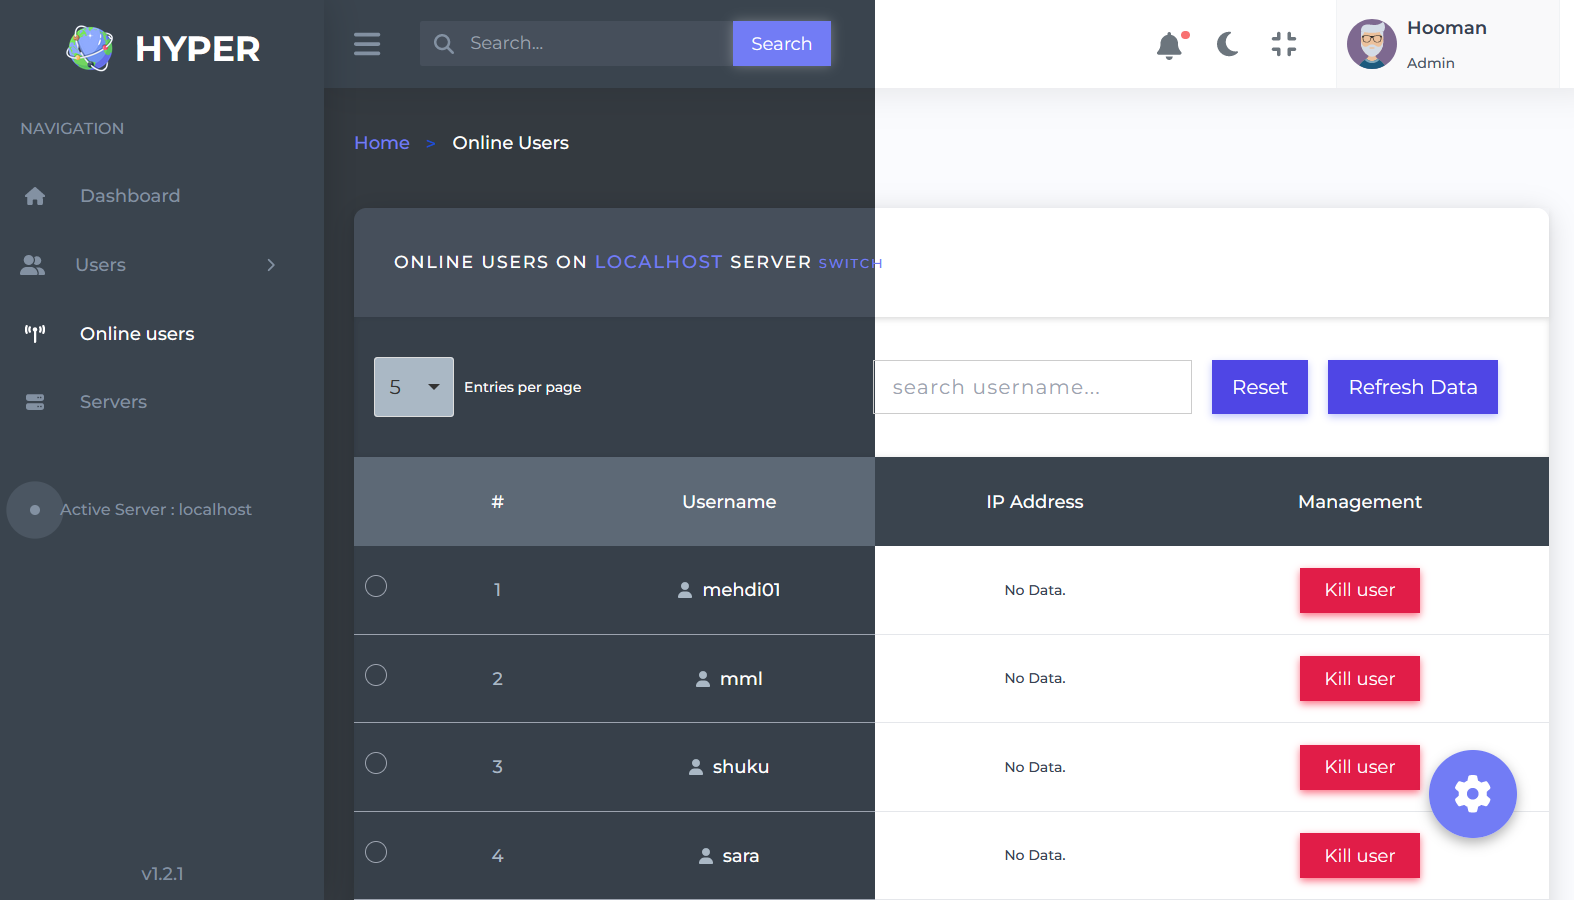 HYPER
Search...
Search
Hooman
Admin
NAVIGATION
Dashboard
Users
Online users
Servers
Active Server : localhost
v1.2.1
Home > Online Users
ONLINE USERS ON LOCALHOST SERVER SWITCH
5 Entries per page
search username...
Reset
Refresh Data
# Username IP Address Management
1 mehdi01 No Data. Kill user
2 mml No Data. Kill user
3 shuku No Data. Kill user
4 sara No Data. Kill user